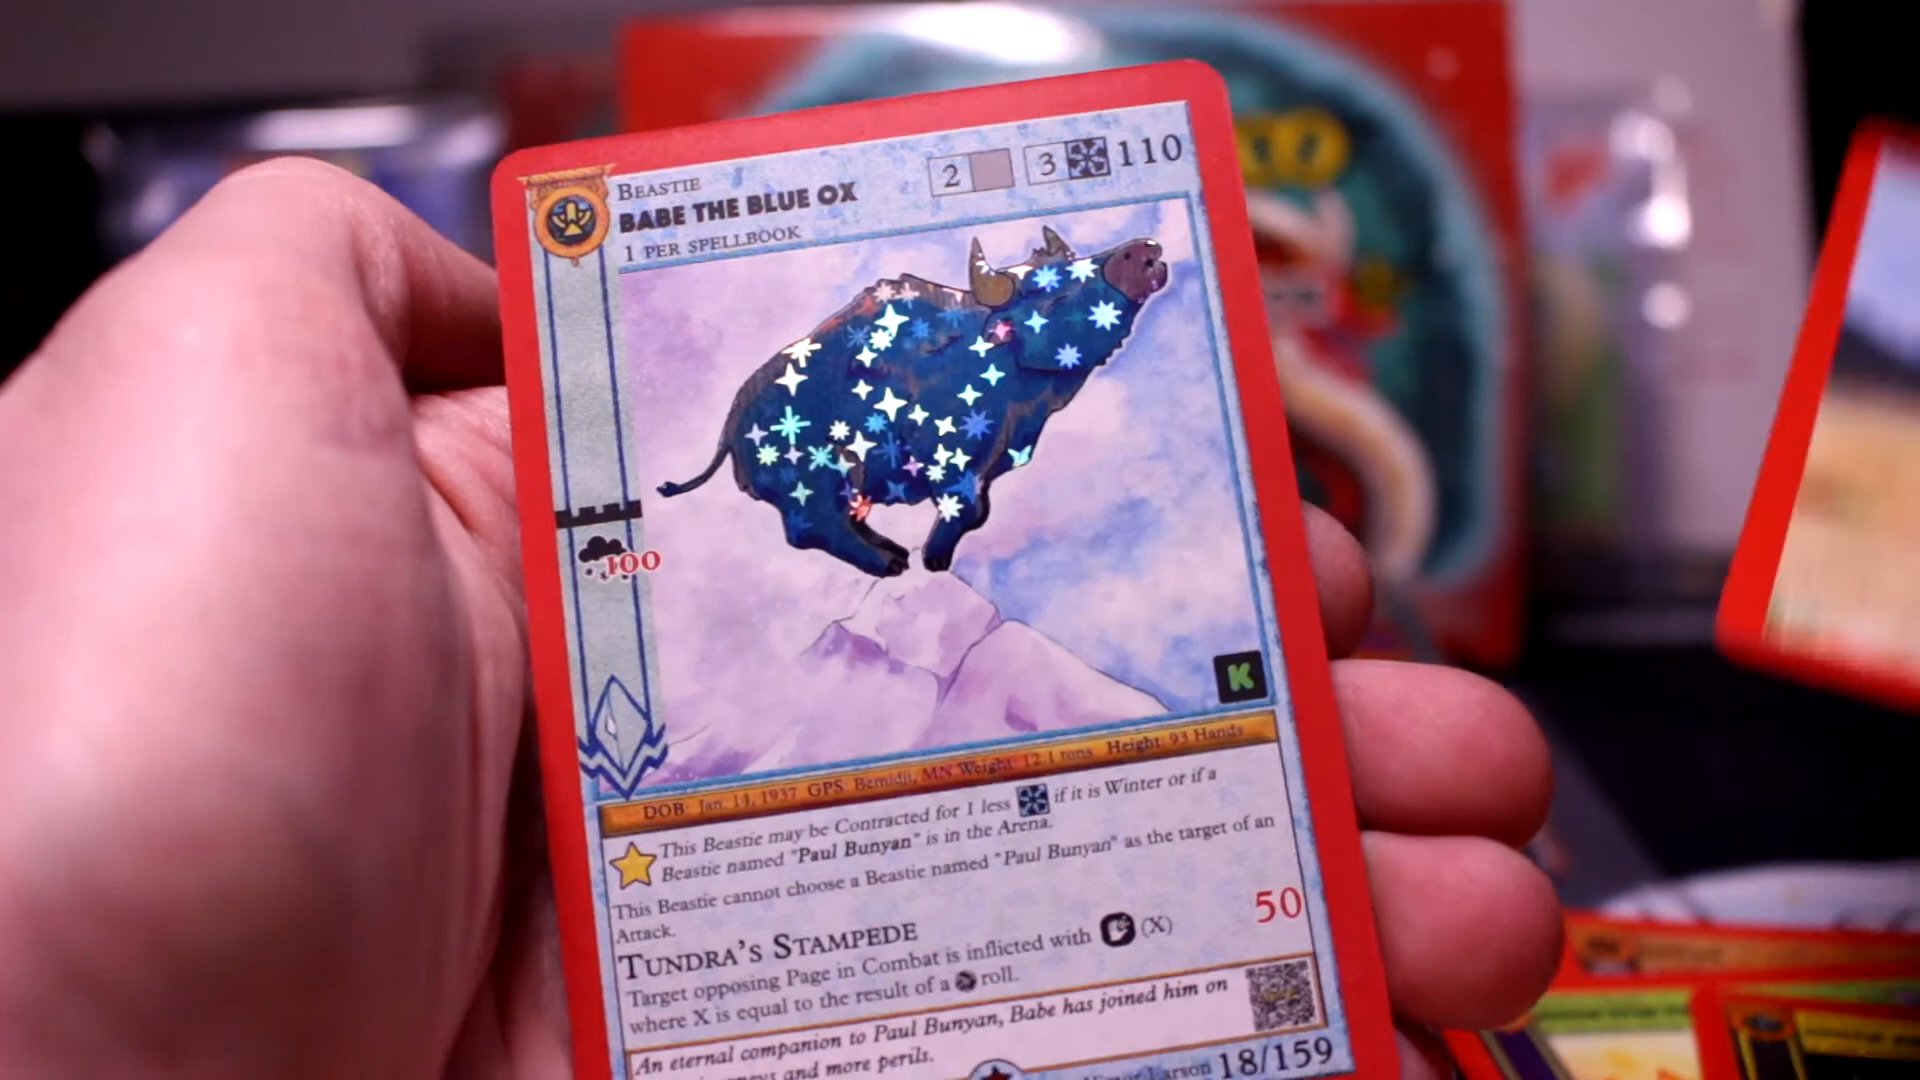 BEASTIE
BABE THE BLUE OX
1 PER SPELLBOOK
2 3 110
100
K
DOB: Jan. 13, 1937 GPS Bemidji, MN Weight: 12.1 Tons Height: 93 Hands
This Beastie may be Contracted for 1 less if it is Winter or if a
Beastie named "Paul Bunyan" is in the Arena.
This Beastie cannot choose a Beastie named "Paul Bunyan" as the target of an
Attack.
TUNDRA'S STAMPEDE 50
Target opposing Page in Combat is inflicted with (X)
where X is equal to the result of a roll.
An eternal companion to Paul Bunyan, Babe has joined him on
and more perils.
Larson 18/159